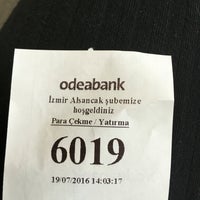 odeabank
İzmir Alsancak şubemize
hoşgeldiniz
Para Çekme / Yatırma
6019
19/07/2016 14:03:17